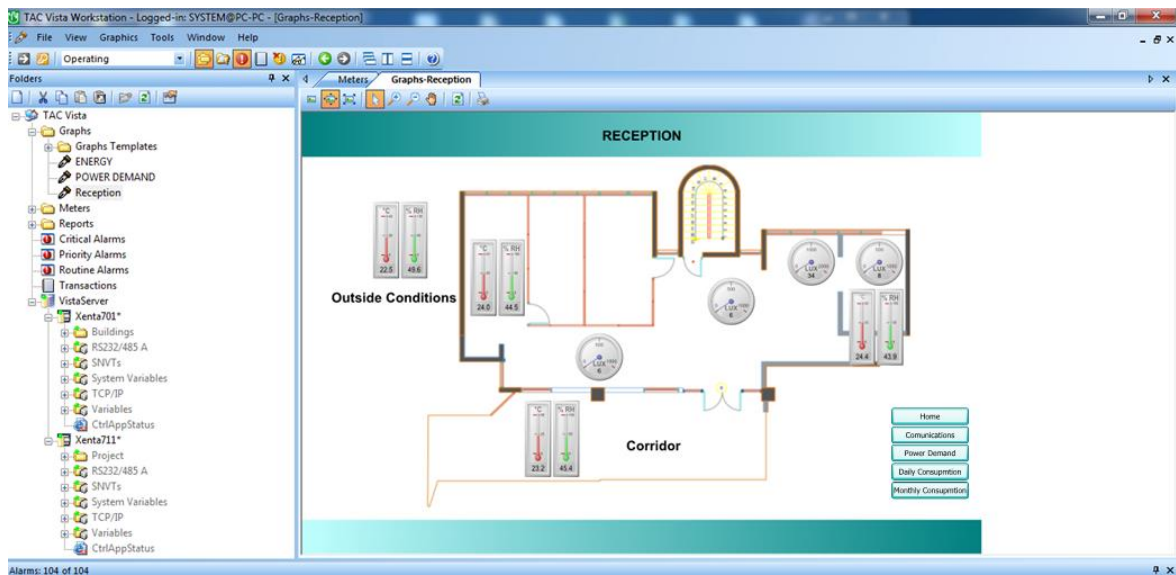 TAC Vista Workstation - Logged-in: SYSTEM@PC-PC - [Graphs-Reception]
File View Graphics Tools Window Help
Operating
Folders
Meters Graphs-Reception
TAC Vista
Graphs
Graphs Templates
ENERGY
POWER DEMAND
Reception
Meters
Reports
Critical Alarms
Priority Alarms
Routine Alarms
Transactions
VistaServer
Xenta701*
Buildings
RS232/485 A
SNVTs
System Variables
TCP/IP
Variables
CtrlAppStatus
Xenta711*
Project
RS232/485 A
SNVTs
System Variables
TCP/IP
Variables
CtrlAppStatus
RECEPTION
°C % RH
22.5 49.6
Outside Conditions
°C % RH
24.0 44.5
LUX
34
LUX
8
LUX
6
°C % RH
24.4 43.9
LUX
6
°C % RH
23.2 45.4
Corridor
Home
Comunications
Power Demand
Daily Consupmtion
Monthly Consupmtion
Alarms: 104 of 104